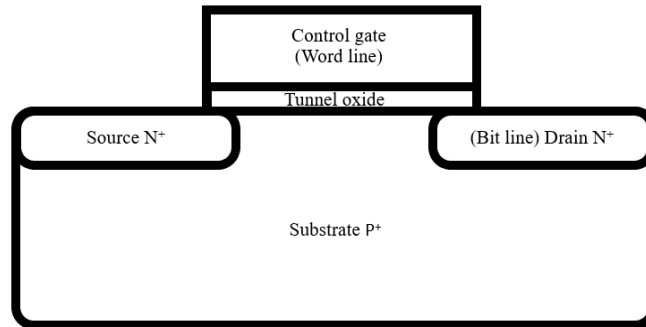 Control gate
(Word line)
Tunnel oxide
Source N⁺
(Bit line) Drain N⁺
Substrate P⁺